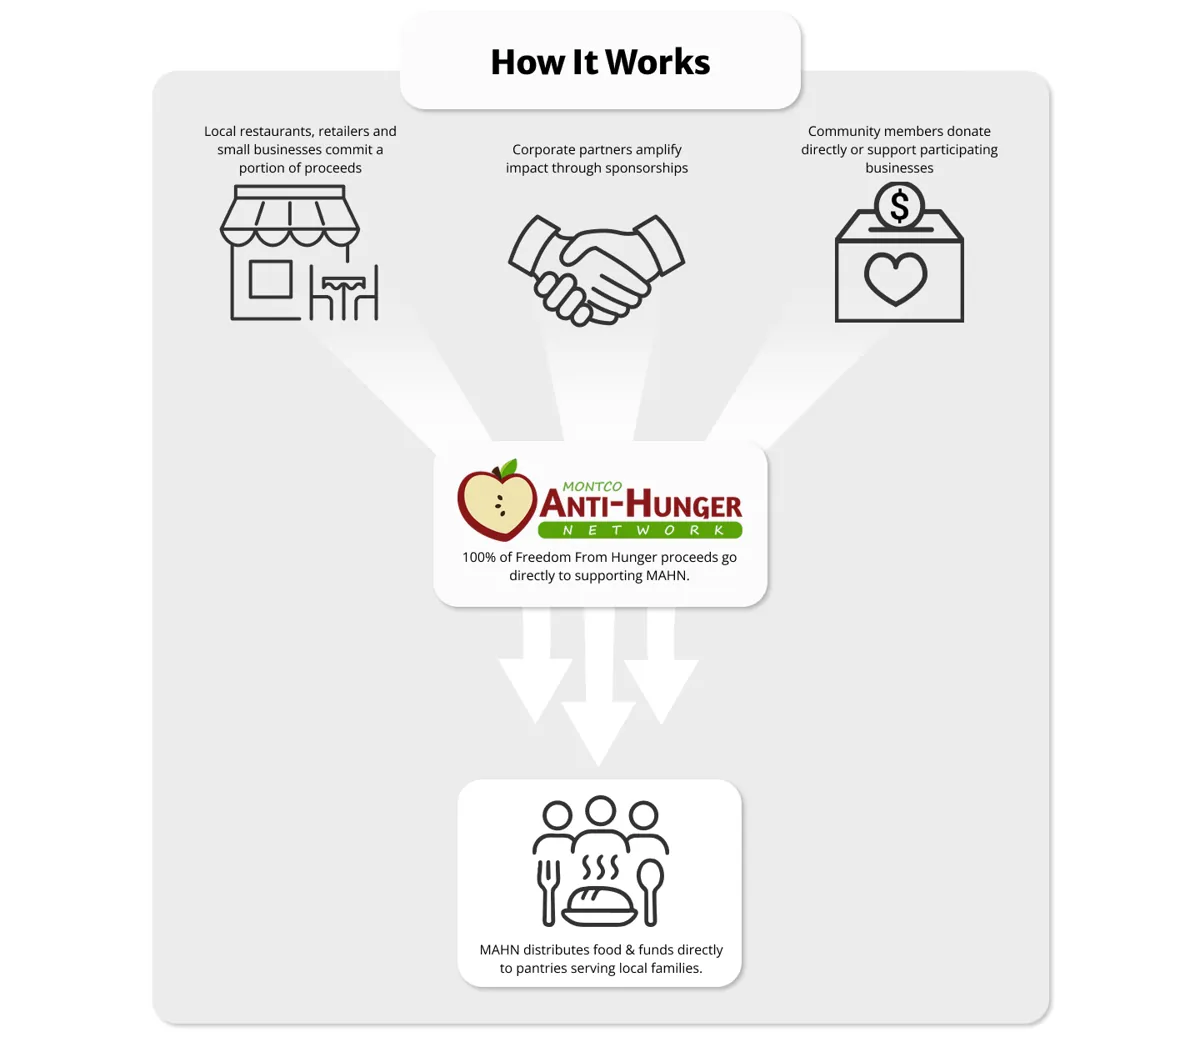 How It Works
Local restaurants, retailers and
small businesses commit a
portion of proceeds
Corporate partners amplify
impact through sponsorships
Community members donate
directly or support participating
businesses
$
MONTCO
ANTI-HUNGER
NETWORK
100% of Freedom From Hunger proceeds go
directly to supporting MAHN.
MAHN distributes food & funds directly
to pantries serving local families.